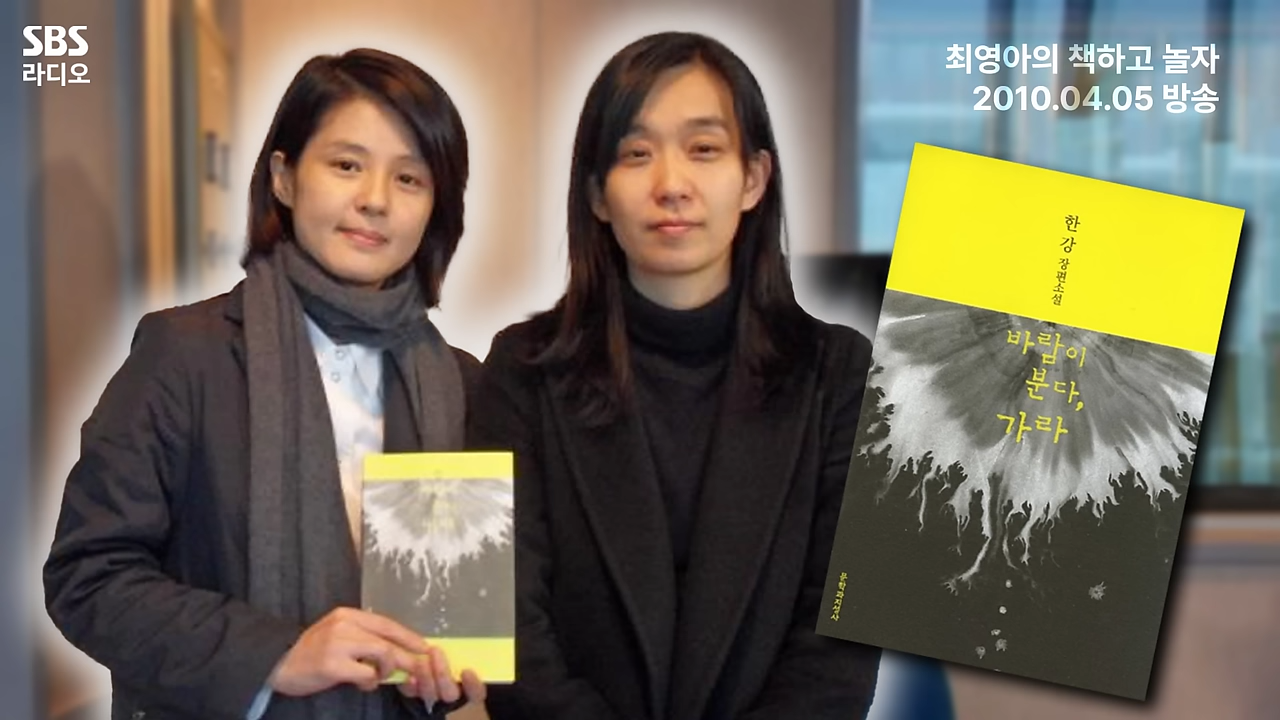 SBS
라디오
최영아의 책하고 놀자
2010.04.05 방송
한강 장편소설
바람이
분다,
가라
문학과지성사